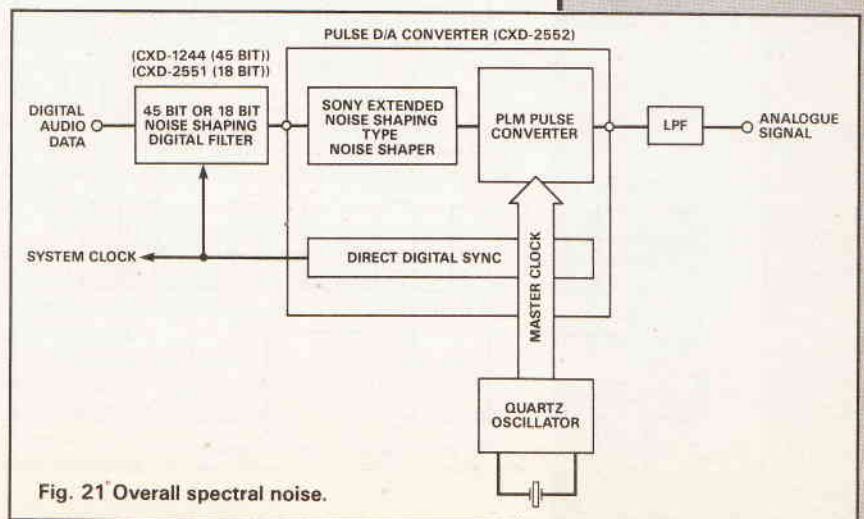 PULSE D/A CONVERTER (CXD-2552)
(CXD-1244 (45 BIT))
(CXD-2551 (18 BIT))
DIGITAL
AUDIO
DATA
45 BIT OR 18 BIT
NOISE SHAPING
DIGITAL FILTER
SONY EXTENDED
NOISE SHAPING
TYPE
NOISE SHAPER
PLM PULSE
CONVERTER
LPF
ANALOGUE
SIGNAL
SYSTEM CLOCK
DIRECT DIGITAL SYNC
MASTER CLOCK
QUARTZ
OSCILLATOR
Fig. 21 Overall spectral noise.